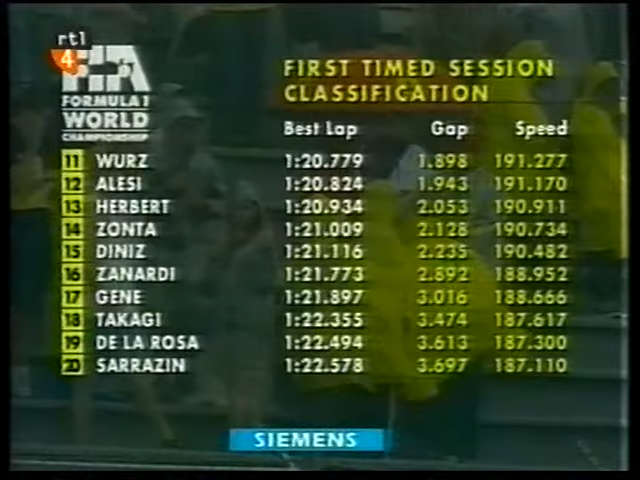 rtl
4
FIA
FORMULA 1
WORLD
CHAMPIONSHIP
FIRST TIMED SESSION
CLASSIFICATION
Best Lap Gap Speed
11 WURZ 1:20.779 1.898 191.277
12 ALESI 1:20.824 1.943 191.170
13 HERBERT 1:20.934 2.053 190.911
14 ZONTA 1:21.009 2.128 190.734
15 DINIZ 1:21.116 2.235 190.482
16 ZANARDI 1:21.773 2.892 188.952
17 GENE 1:21.897 3.016 188.666
18 TAKAGI 1:22.355 3.474 187.617
19 DE LA ROSA 1:22.494 3.613 187.300
20 SARRAZIN 1:22.578 3.697 187.110
SIEMENS